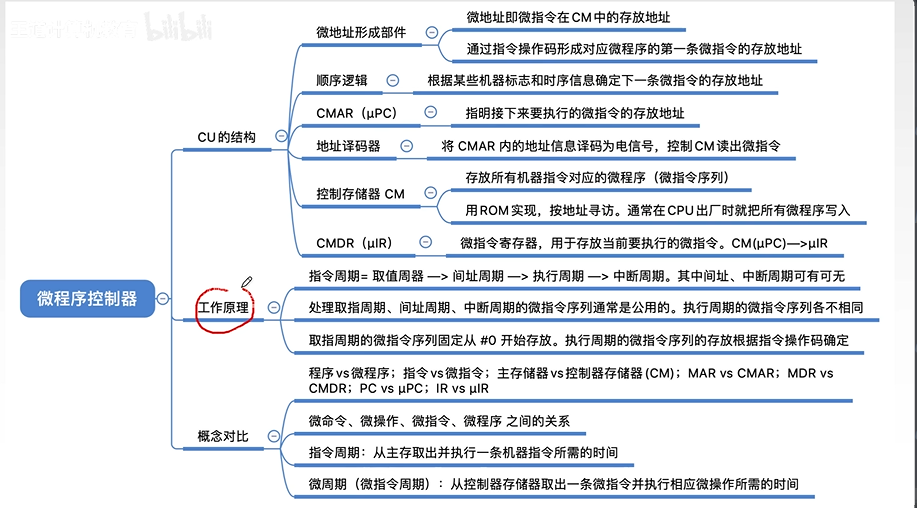 bilibili
微地址形成部件
微地址即微指令在CM中的存放地址
通过指令操作码形成对应微程序的第一条微指令的存放地址
顺序逻辑
根据某些机器标志和时序信息确定下一条微指令的存放地址
CMAR（μPC）
指明接下来要执行的微指令的存放地址
CU的结构
地址译码器
将 CMAR 内的地址信息译码为电信号，控制CM读出微指令
控制存储器 CM
存放所有机器指令对应的微程序（微指令序列）
用ROM实现，按地址寻访。通常在CPU出厂时就把所有微程序写入
CMDR（μIR）
微指令寄存器，用于存放当前要执行的微指令。CM(μPC)—>μIR
微程序控制器
工作原理
指令周期= 取值周器 —> 间址周期 —> 执行周期 —> 中断周期。其中间址、中断周期可有可无
处理取指周期、间址周期、中断周期的微指令序列通常是公用的。执行周期的微指令序列各不相同
取指周期的微指令序列固定从 #0 开始存放。执行周期的微指令序列的存放根据指令操作码确定
概念对比
程序vs微程序；指令vs微指令；主存储器vs控制器存储器(CM)；MAR vs CMAR；MDR vs
CMDR；PC vs μPC；IR vs μIR
微命令、微操作、微指令、微程序 之间的关系
指令周期：从主存取出并执行一条机器指令所需的时间
微周期（微指令周期）：从控制器存储器取出一条微指令并执行相应微操作所需的时间